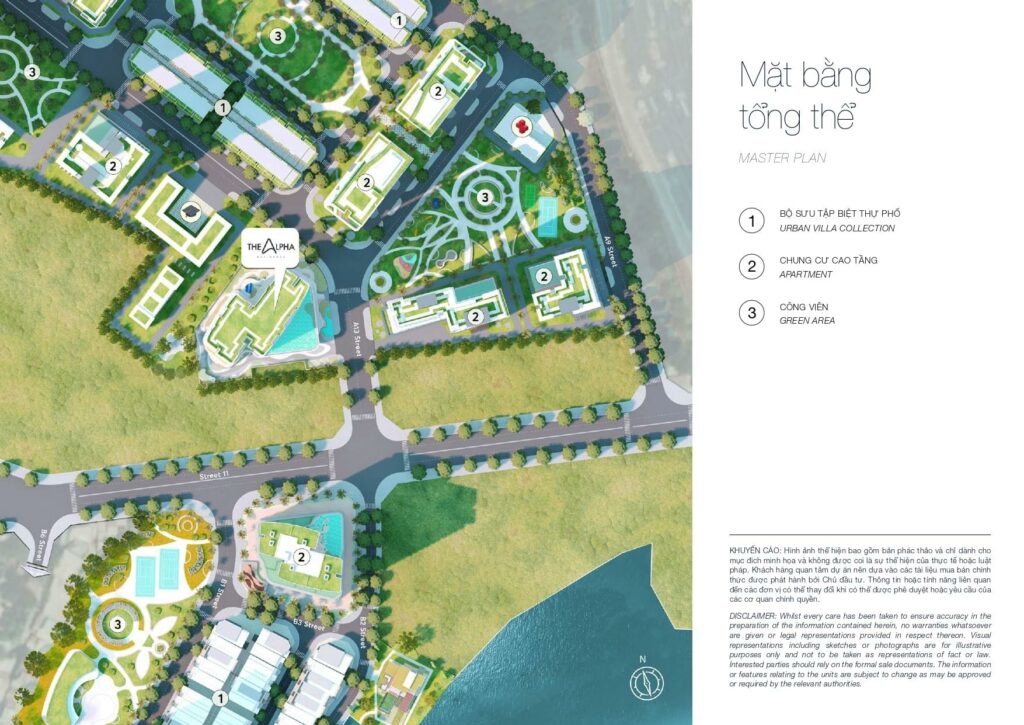 Mặt bằng
tổng thể
MASTER PLAN
1 BỘ SƯU TẬP BIỆT THỰ PHỐ
URBAN VILLA COLLECTION
2 CHUNG CƯ CAO TẦNG
APARTMENT
3 CÔNG VIÊN
GREEN AREA
1
3
3
2
1
2
2
3
THE ALPHA
RESIDENCE
A9 Street
2
2
A13 Street
Street 11
B6 Street
2
B1 Street
B3 Street
B2 Street
3
1
N
KHUYẾN CÁO: Hình ảnh thể hiện bao gồm bản phác thảo và chỉ dành cho
mục đích minh họa và không được coi là sự thể hiện của thực tế hoặc luật
pháp. Khách hàng quan tâm dự án nên dựa vào các tài liệu mua bán chính
thức được phát hành bởi Chủ đầu tư. Thông tin hoặc tính năng liên quan
đến các đơn vị có thể thay đổi khi có thể được phê duyệt hoặc yêu cầu của
các cơ quan chính quyền.
DISCLAIMER: Whilst every care has been taken to ensure accuracy in the
preparation of the information contained herein, no warranties whatsoever
are given or legal representations provided in respect thereon. Visual
representations including sketches or photographs are for illustrative
purposes only and not to be taken as representations of fact or law.
Interested parties should rely on the formal sale documents. The information
or features relating to the units are subject to change as may be approved
or required by the relevant authorities.